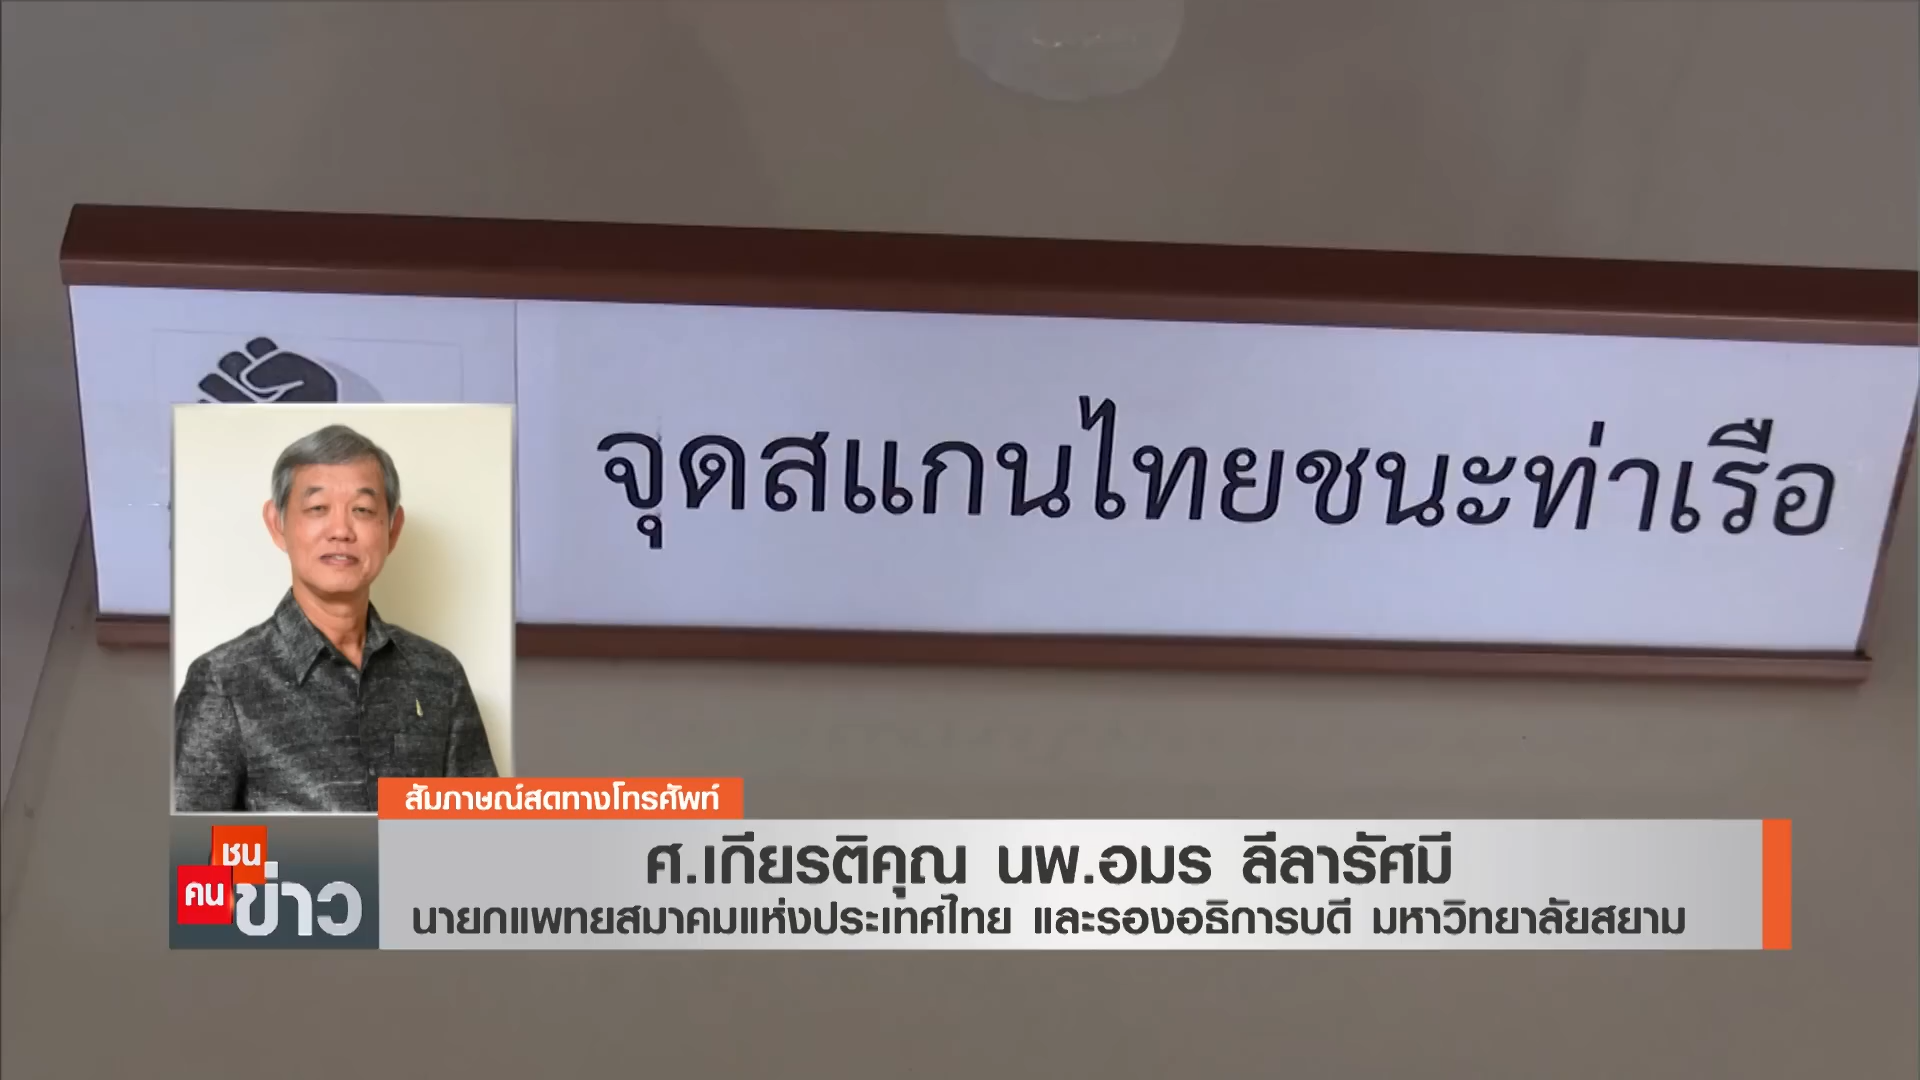 จุดสแกนไทยชนะท่าเรือ
สัมภาษณ์สดทางโทรศัพท์
ชน
คน
ข่าว
ศ.เกียรติคุณ นพ.อมร ลีลารัศมี
นายกแพทยสมาคมแห่งประเทศไทย และรองอธิการบดี มหาวิทยาลัยสยาม